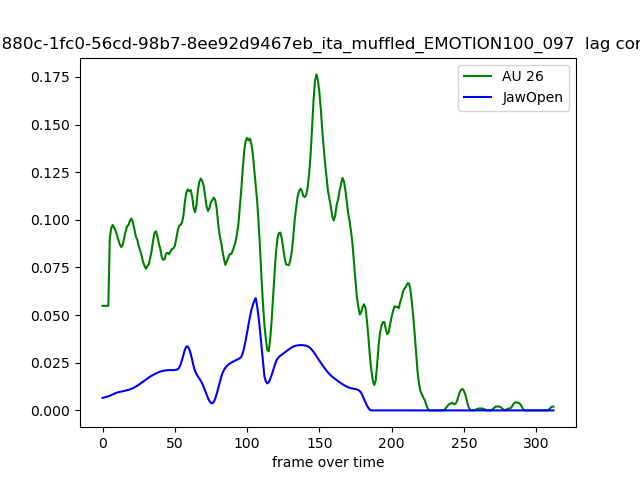 880c-1fc0-56cd-98b7-8ee92d9467eb_ita_muffled_EMOTION100_097 lag cor
AU 26
JawOpen
0.175
0.150
0.125
0.100
0.075
0.050
0.025
0.000
0 50 100 150 200 250 300
frame over time